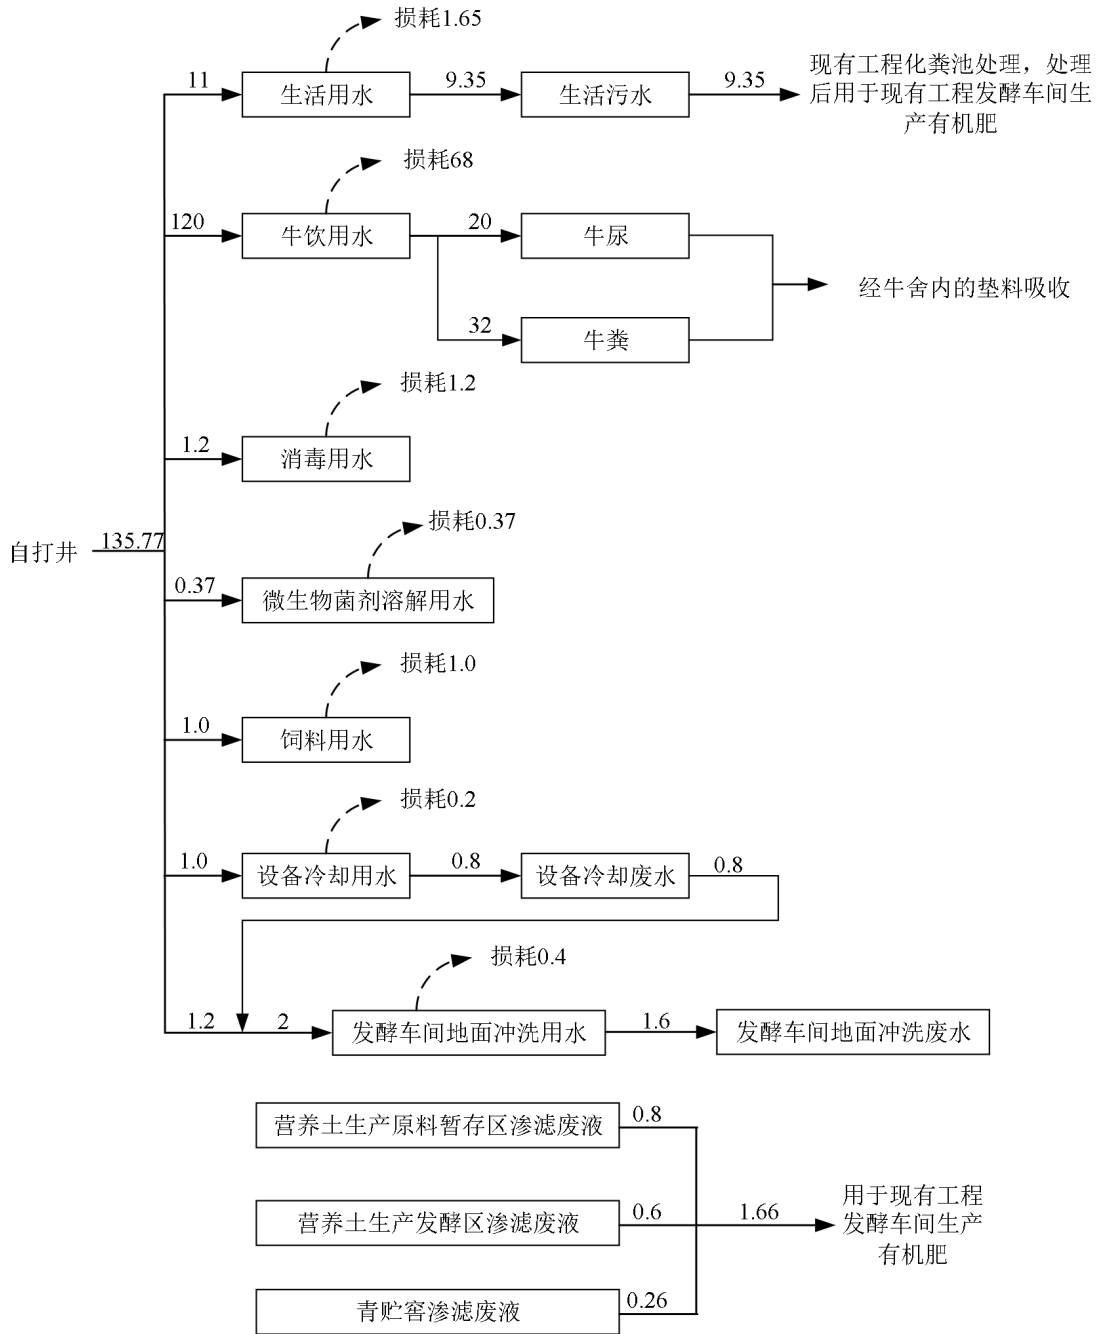 损耗1.65
11
生活用水
9.35
生活污水
9.35
现有工程化粪池处理，处理
后用于现有工程发酵车间生
产有机肥
损耗68
120
牛饮用水
20
牛尿
32
牛粪
经牛舍内的垫料吸收
损耗1.2
1.2
消毒用水
自打井
135.77
损耗0.37
0.37
微生物菌剂溶解用水
损耗1.0
1.0
饲料用水
损耗0.2
1.0
设备冷却用水
0.8
设备冷却废水
0.8
损耗0.4
1.2
2
发酵车间地面冲洗用水
1.6
发酵车间地面冲洗废水
营养土生产原料暂存区渗滤废液
0.8
营养土生产发酵区渗滤废液
0.6
1.66
用于现有工程
发酵车间生产
有机肥
青贮窖渗滤废液
0.26